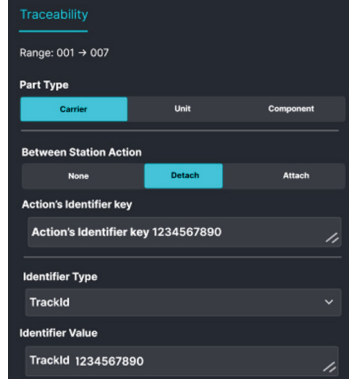 Traceability
Range: 001 → 007
Part Type
Carrier Unit Component
Between Station Action
None Detach Attach
Action's Identifier key
Action's Identifier key 1234567890
Identifier Type
TrackId
Identifier Value
TrackId 1234567890